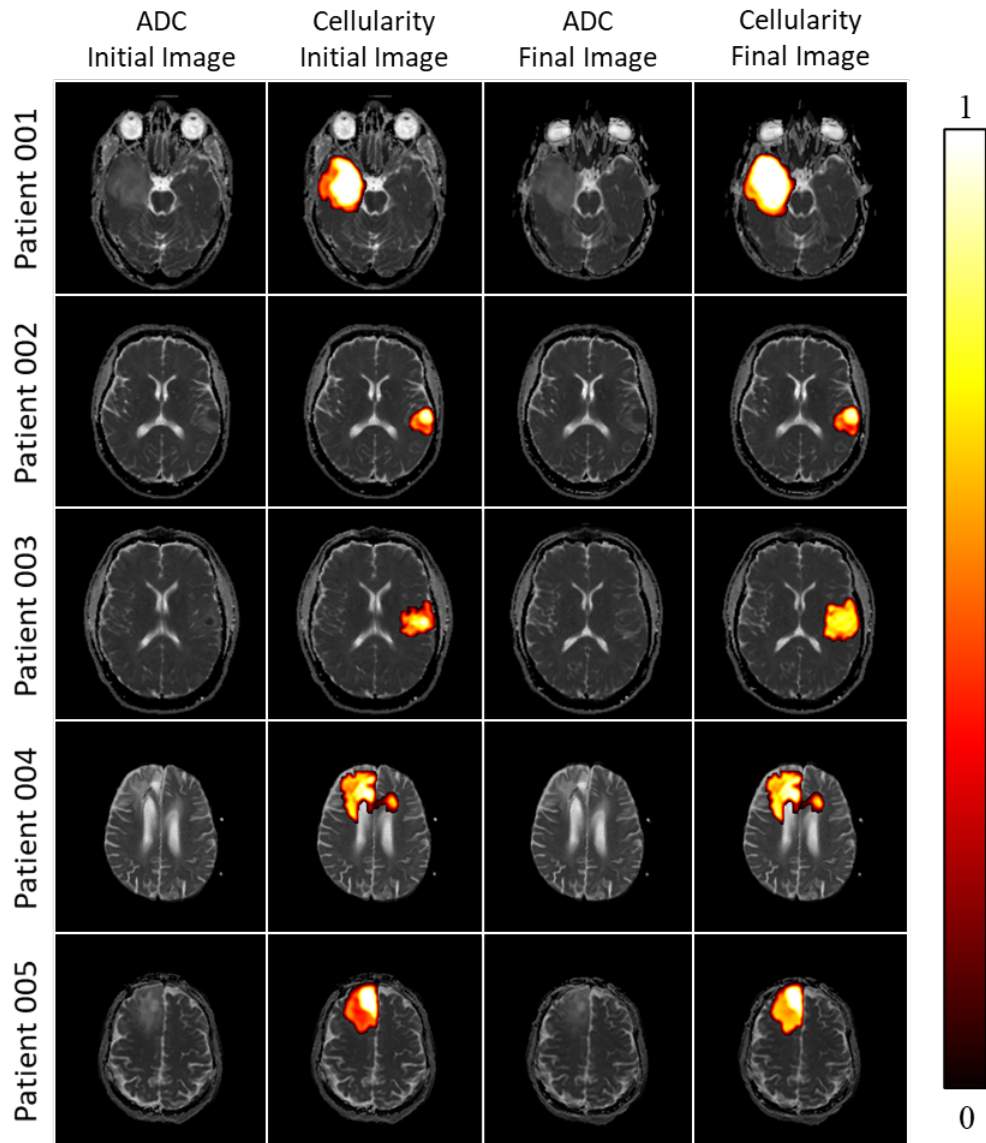 ADC
Initial Image
Cellularity
Initial Image
ADC
Final Image
Cellularity
Final Image
Patient 001
Patient 002
Patient 003
Patient 004
Patient 005
1
0